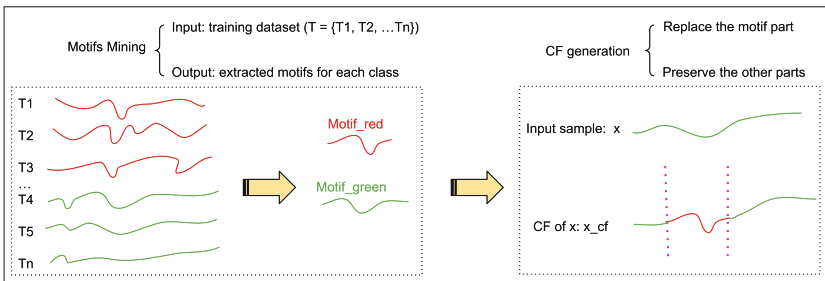 Motifs Mining
Input: training dataset (T = {T1, T2, …Tn})
Output: extracted motifs for each class
CF generation
Replace the motif part
Preserve the other parts
T1
T2
T3
...
T4
T5
Tn
Motif_red
Motif_green
Input sample: x
CF of x: x_cf